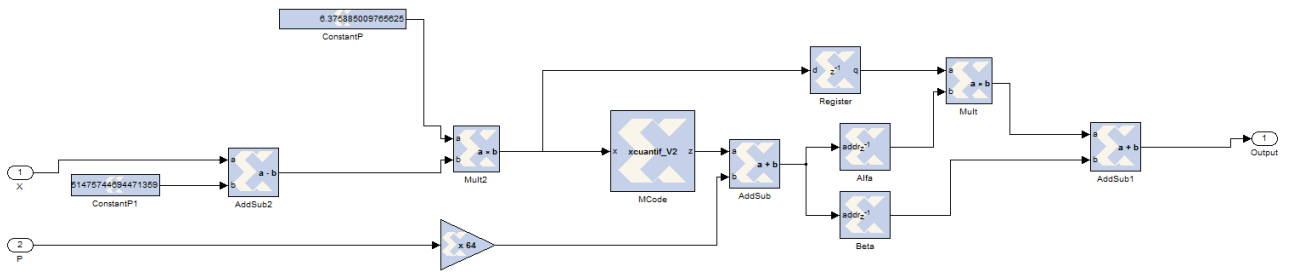 6.375885009765625
ConstantP
d
z-1
q
Register
a
b
a × b
Mult
a
b
a × b
Mult2
x
xcuantif_V2
z
MCode
a
b
a + b
AddSub
addr
z-1
Alfa
a
b
a + b
AddSub1
1
Output
1
X
51475744694471359
ConstantP1
a
b
a - b
AddSub2
addr
z-1
Beta
2
P
x 64